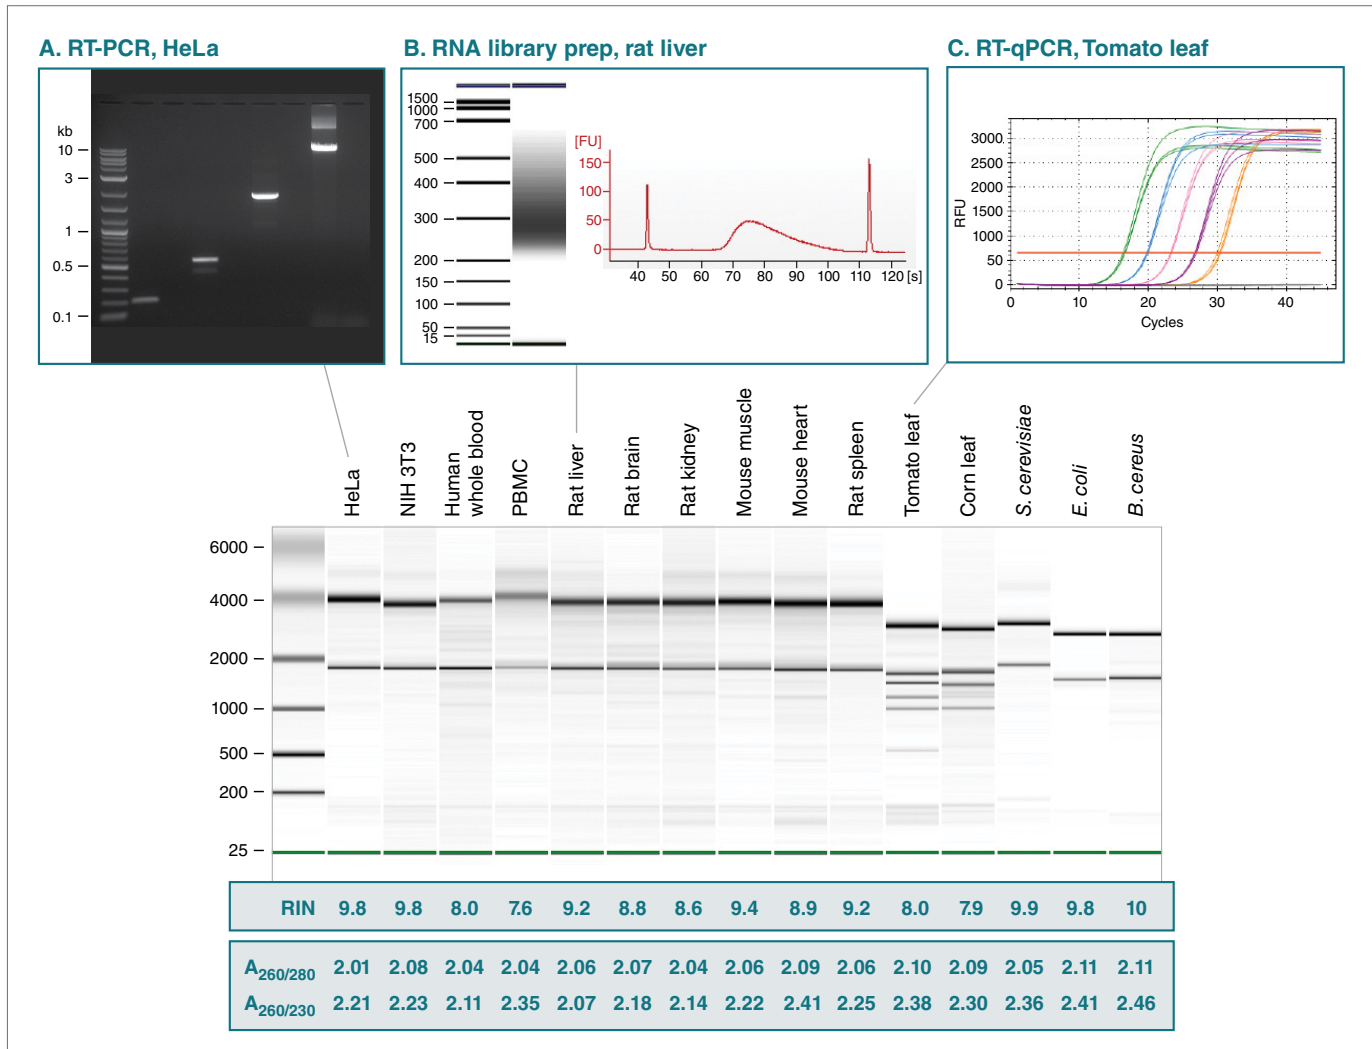 A. RT-PCR, HeLa
kb
10
3
1
0.5
0.1
B. RNA library prep, rat liver
1500
1000
700
500
400
300
200
150
100
50
15
[FU]
150
100
50
0
40 50 60 70 80 90 100 110 120 [s]
C. RT-qPCR, Tomato leaf
RFU
3000
2500
2000
1500
1000
50
0
0 10 20 30 40
Cycles
HeLa
NIH 3T3
Human
whole blood
PBMC
Rat liver
Rat brain
Rat kidney
Mouse muscle
Mouse heart
Rat spleen
Tomato leaf
Corn leaf
S. cerevisiae
E. coli
B. cereus
6000
4000
2000
1000
500
200
25
RIN 9.8 9.8 8.0 7.6 9.2 8.8 8.6 9.4 8.9 9.2 8.0 7.9 9.9 9.8 10
A260/280 2.01 2.08 2.04 2.04 2.06 2.07 2.04 2.06 2.09 2.06 2.10 2.09 2.05 2.11 2.11
A260/230 2.21 2.23 2.11 2.35 2.07 2.18 2.14 2.22 2.41 2.25 2.38 2.30 2.36 2.41 2.46